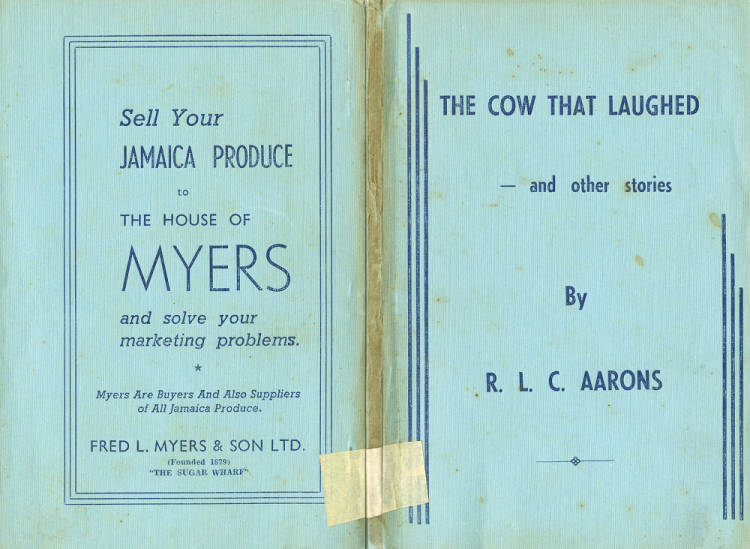 Sell Your
JAMAICA PRODUCE
to
THE HOUSE OF
MYERS
and solve your
marketing problems.
★
Myers Are Buyers And Also Suppliers
of All Jamaica Produce.
FRED L. MYERS & SON LTD.
(Founded 1879)
"THE SUGAR WHARF"
THE COW THAT LAUGHED
— and other stories
By
R. L. C. AARONS